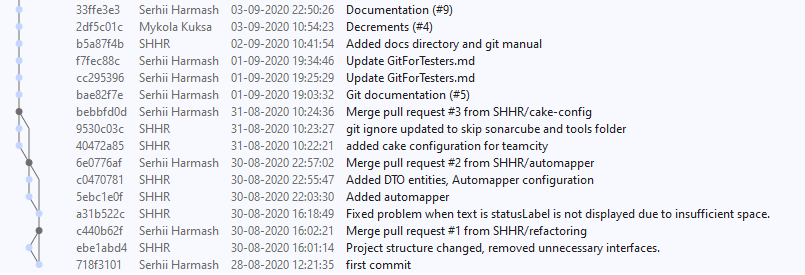 33ffe3e3 Serhii Harmash 03-09-2020 22:50:26 Documentation (#9)
2df5c01c Mykola Kuksa 03-09-2020 10:54:23 Decrements (#4)
b5a87f4b SHHR 02-09-2020 10:41:54 Added docs directory and git manual
f7fec88c Serhii Harmash 01-09-2020 19:34:46 Update GitForTesters.md
cc295396 Serhii Harmash 01-09-2020 19:25:29 Update GitForTesters.md
bae82f7e Serhii Harmash 01-09-2020 19:03:32 Git documentation (#5)
bebbfd0d Serhii Harmash 31-08-2020 10:24:36 Merge pull request #3 from SHHR/cake-config
9530c03c SHHR 31-08-2020 10:23:27 git ignore updated to skip sonarcube and tools folder
40472a85 SHHR 31-08-2020 10:22:21 added cake configuration for teamcity
6e0776af Serhii Harmash 30-08-2020 22:57:02 Merge pull request #2 from SHHR/automapper
c0470781 SHHR 30-08-2020 22:55:47 Added DTO entities, Automapper configuration
5ebc1e0f SHHR 30-08-2020 22:03:30 Added automapper
a31b522c SHHR 30-08-2020 16:18:49 Fixed problem when text is statusLabel is not displayed due to insufficient space.
c440b62f Serhii Harmash 30-08-2020 16:02:21 Merge pull request #1 from SHHR/refactoring
ebe1abd4 SHHR 30-08-2020 16:01:14 Project structure changed, removed unnecessary interfaces.
718f3101 Serhii Harmash 28-08-2020 12:21:35 first commit